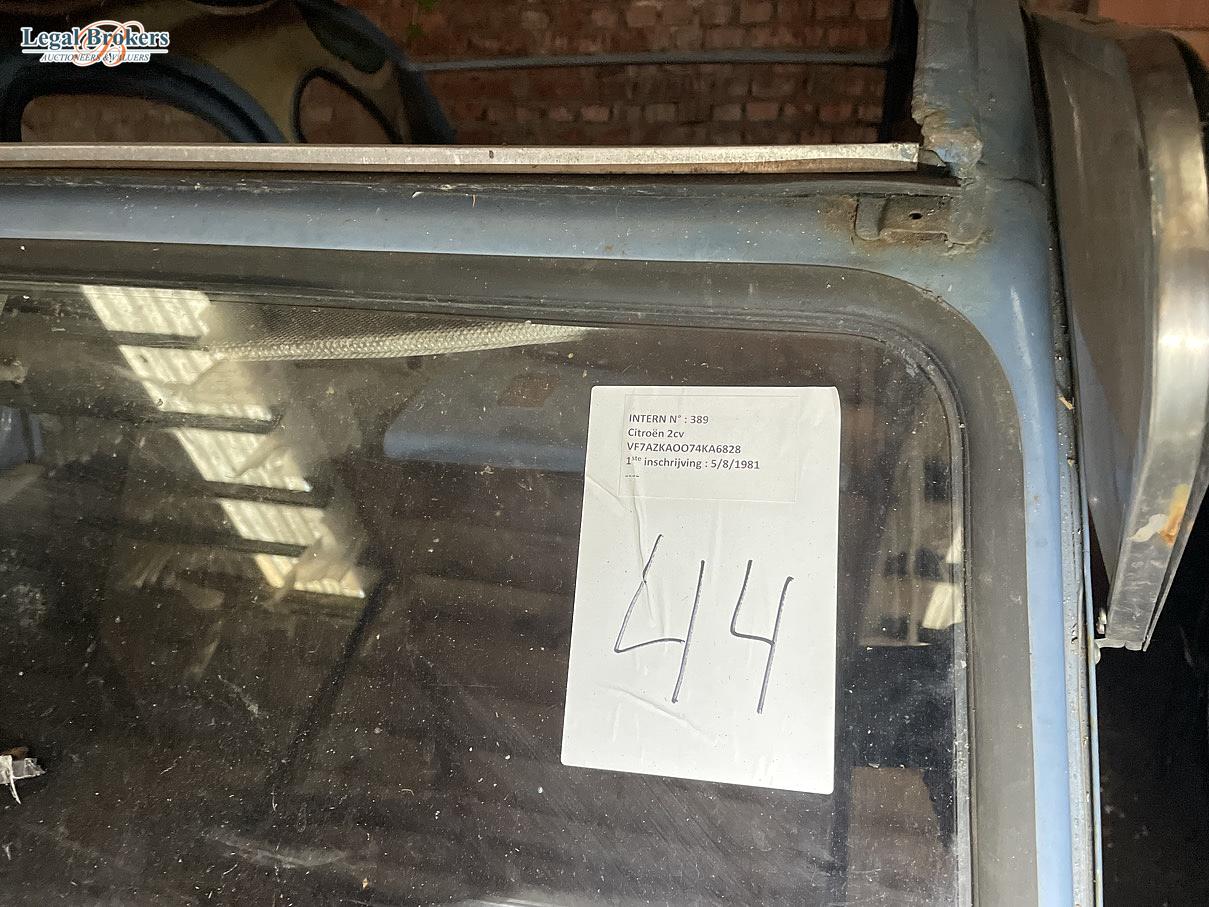 Legal Brokers
AUCTIONEERS & VALUERS
INTERN N° : 389
Citroën 2cv
VF7AZKAOO74KA6828
1ste inschrijving : 5/8/1981
----
44